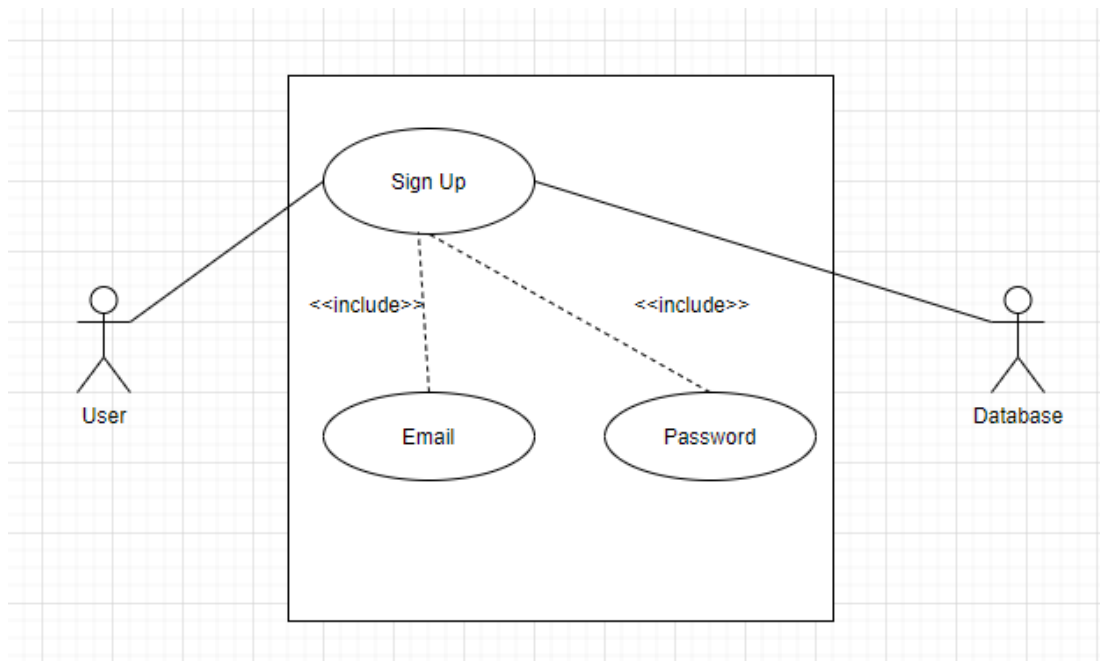 Sign Up
<<include>>
<<include>>
User
Database
Email
Password